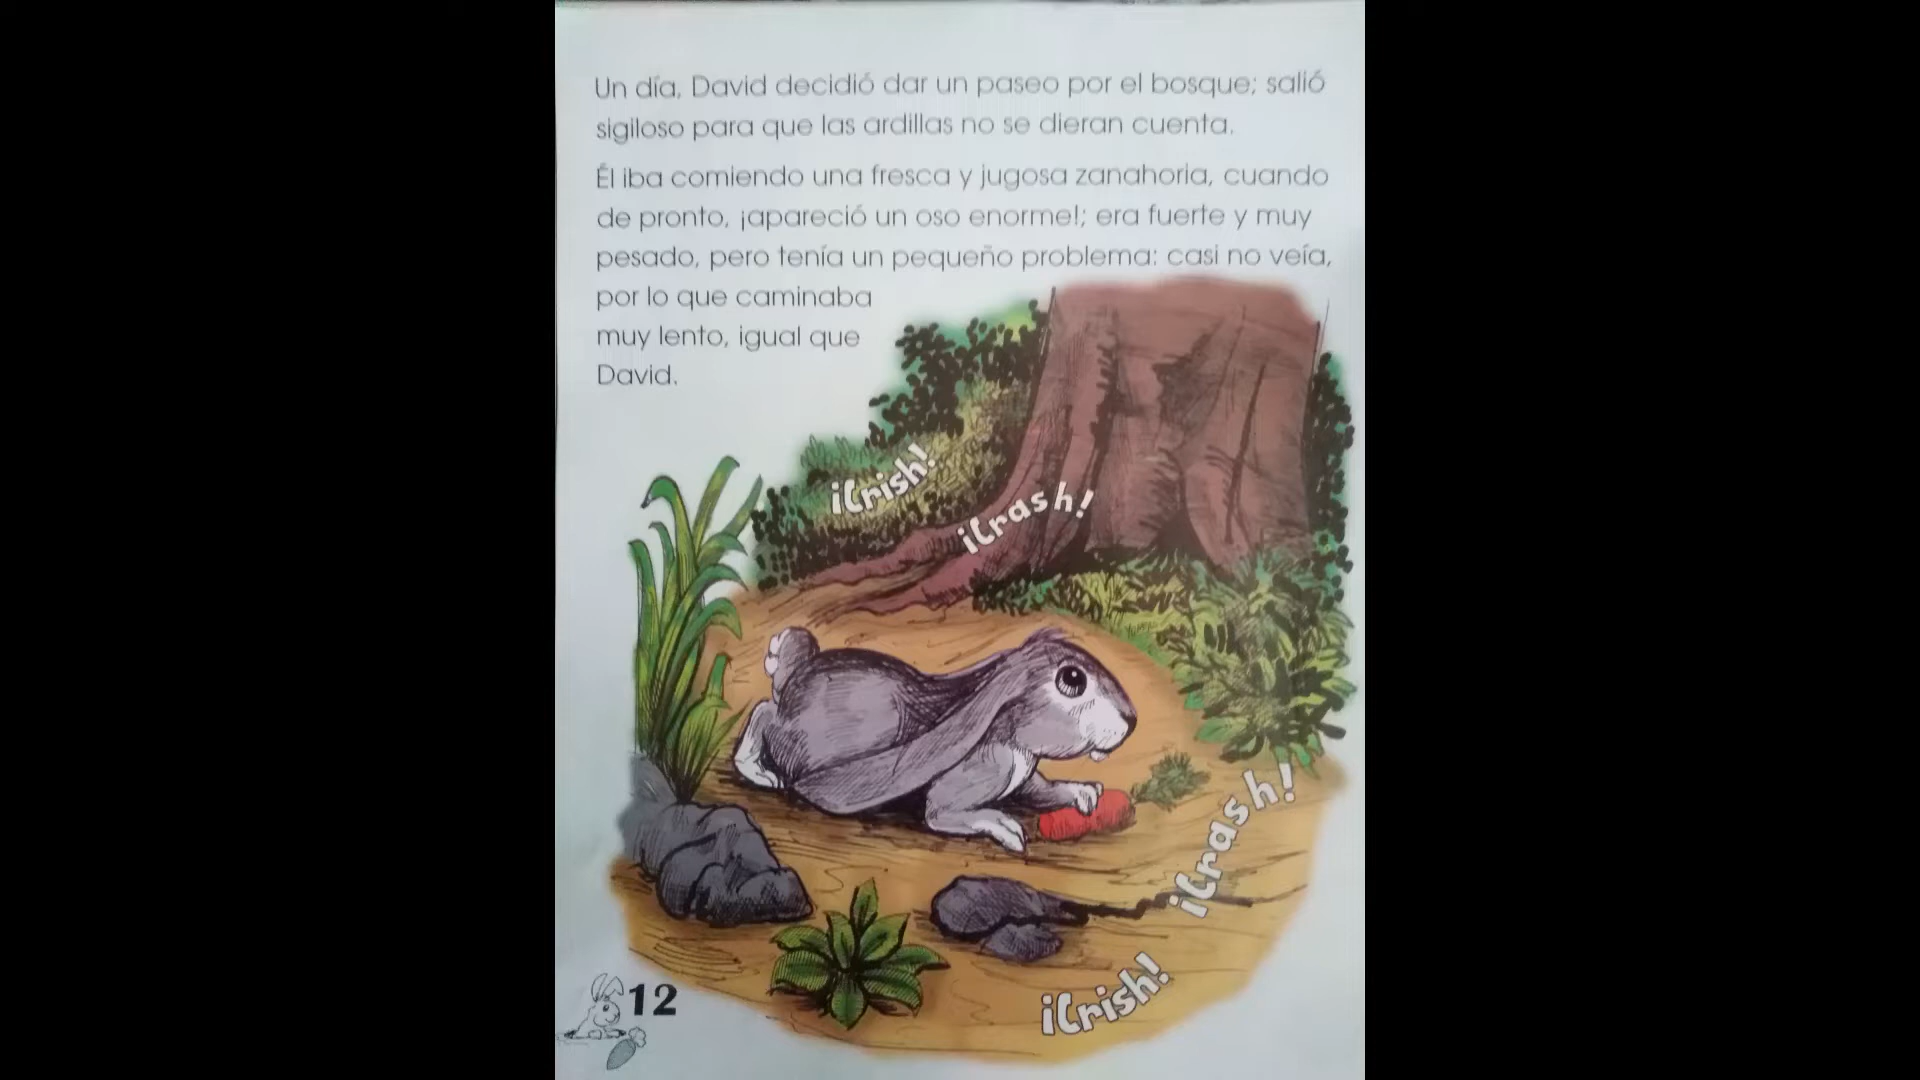 Un día, David decidió dar un paseo por el bosque; salió
sigiloso para que las ardillas no se dieran cuenta.
Él iba comiendo una fresca y jugosa zanahoria, cuando
de pronto, ¡apareció un oso enorme!; era fuerte y muy
pesado, pero tenía un pequeño problema: casi no veía,
por lo que caminaba
muy lento, igual que
David.
¡Crish!
¡Crash!
¡Crash!
¡Crish!
12